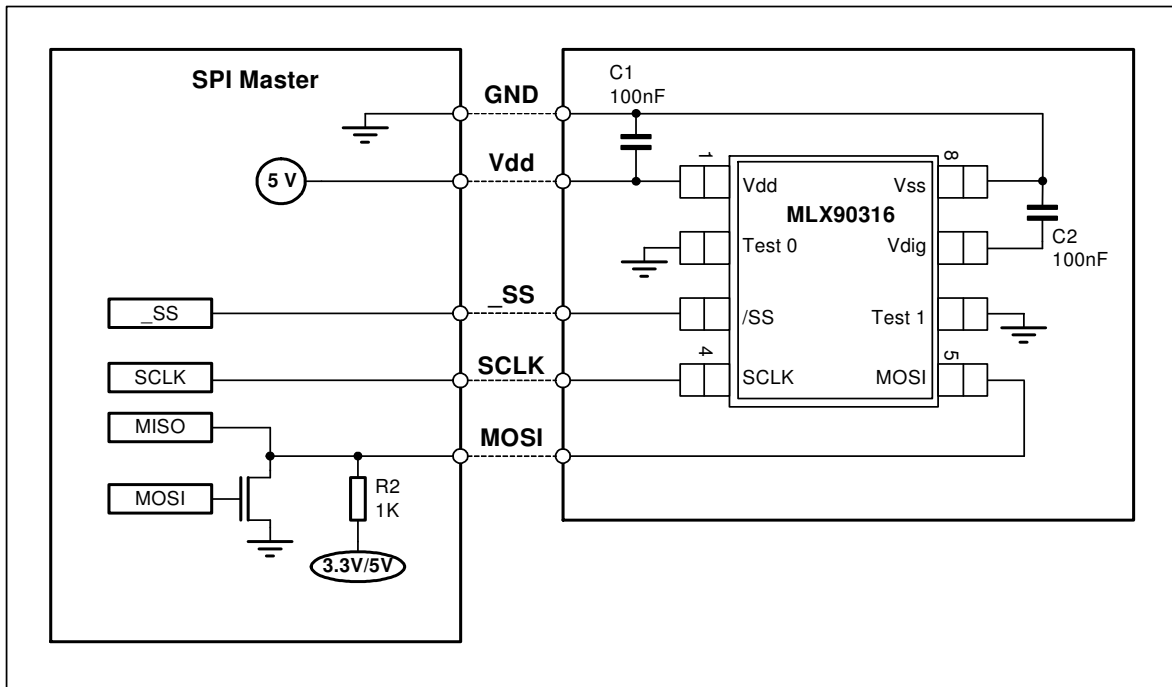 SPI Master
GND
Vdd
_SS
SCLK
MOSI
5 V
_SS
SCLK
MISO
MOSI
R2
1K
3.3V/5V
C1
100nF
1
8
Vdd
Vss
MLX90316
Test 0
Vdig
C2
100nF
/SS
Test 1
4
5
SCLK
MOSI